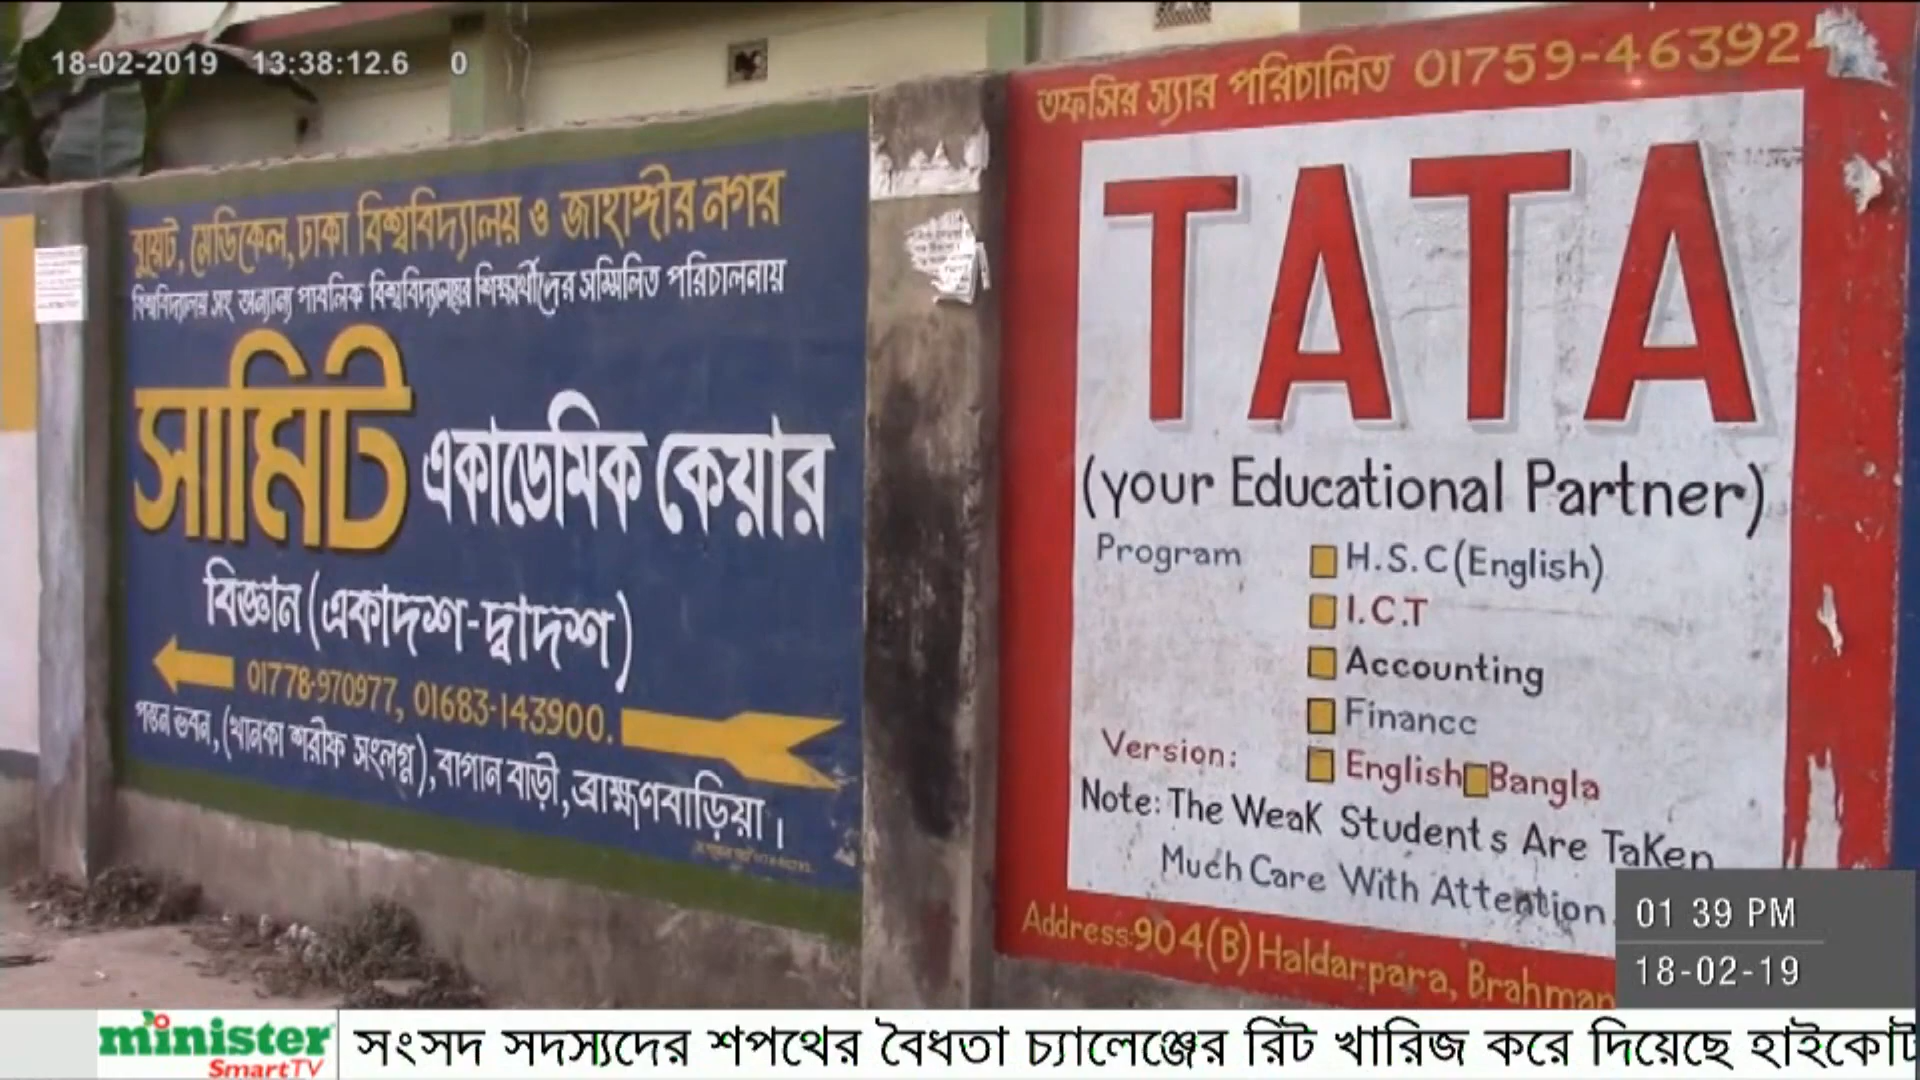 18-02-2019 13:38:12.6 0
বুয়েট, মেডিকেল, ঢাকা বিশ্ববিদ্যালয় ও জাহাঙ্গীর নগর
বিশ্ববিদ্যালয় সহ অন্যান্য পাবলিক বিশ্ববিদ্যালয়ের শিক্ষার্থীদের সম্মিলিত পরিচালনায়
সামিট একাডেমিক কেয়ার
বিজ্ঞান (একাদশ-দ্বাদশ)
01778-970977, 01683-143900.
পত্তন ভবন, (খানকা শরীফ সংলগ্ন), বাগান বাড়ী, ব্রাহ্মণবাড়িয়া।
তফসির স্যার পরিচালিত 01759-46392
TATA
(your Educational Partner)
Program H.S.C (English)
I.C.T
Accounting
Financc
Version: English Bangla
Note: The Weak Students Are Taken
Much Care With Attention
Address: 904(B) Haldarpara, Brahman
01 39 PM
18-02-19
minister
SmartTV
সংসদ সদস্যদের শপথের বৈধতা চ্যালেঞ্জের রিট খারিজ করে দিয়েছে হাইকোট